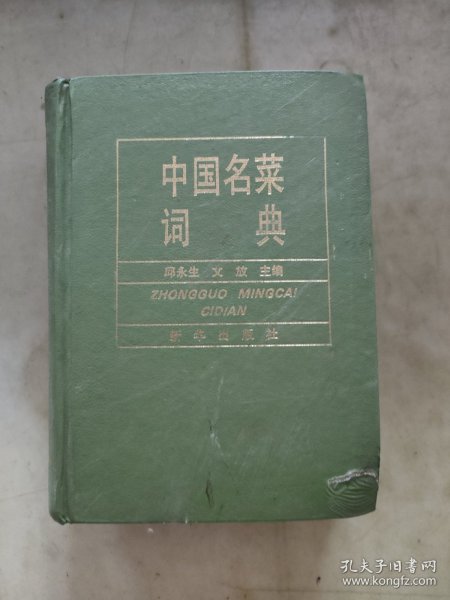 中国名菜
词典
邱永生 文放 主编
ZHONGGUO MINGCAI
CIDIAN
新华出版社
孔夫子旧书网
www.kongfz.com